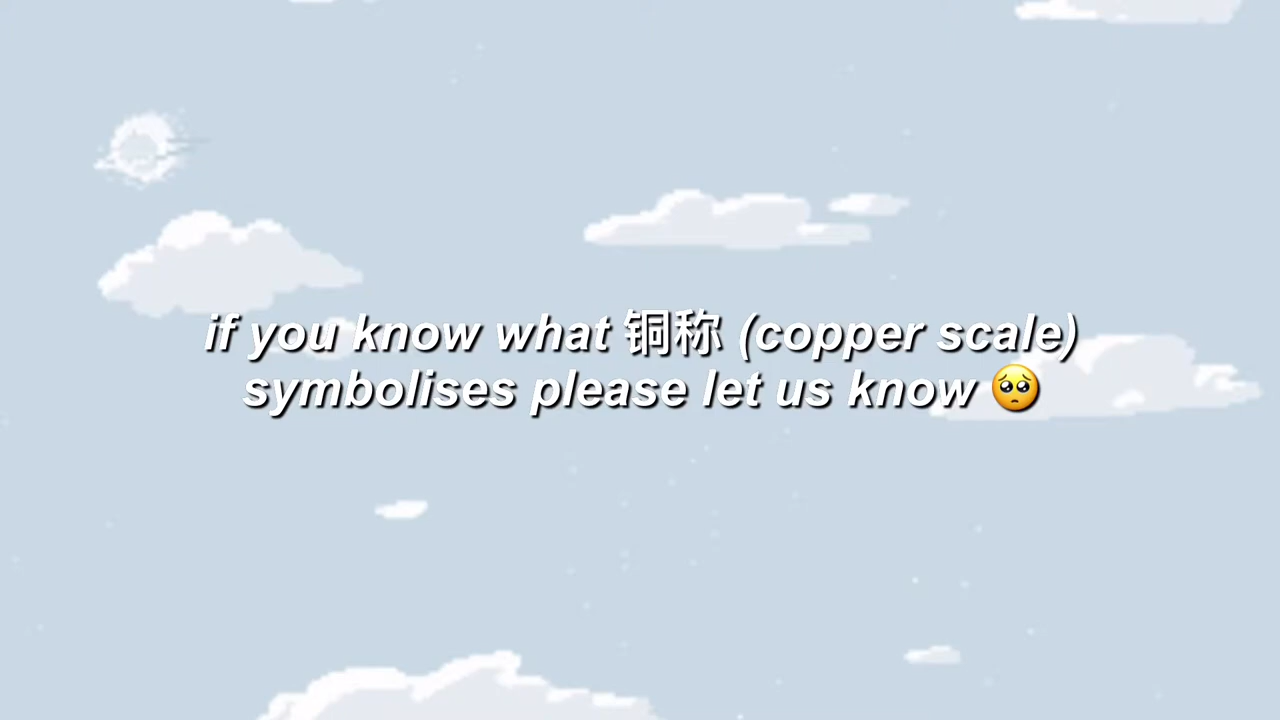 if you know what 铜称 (copper scale)
symbolises please let us know 🥺